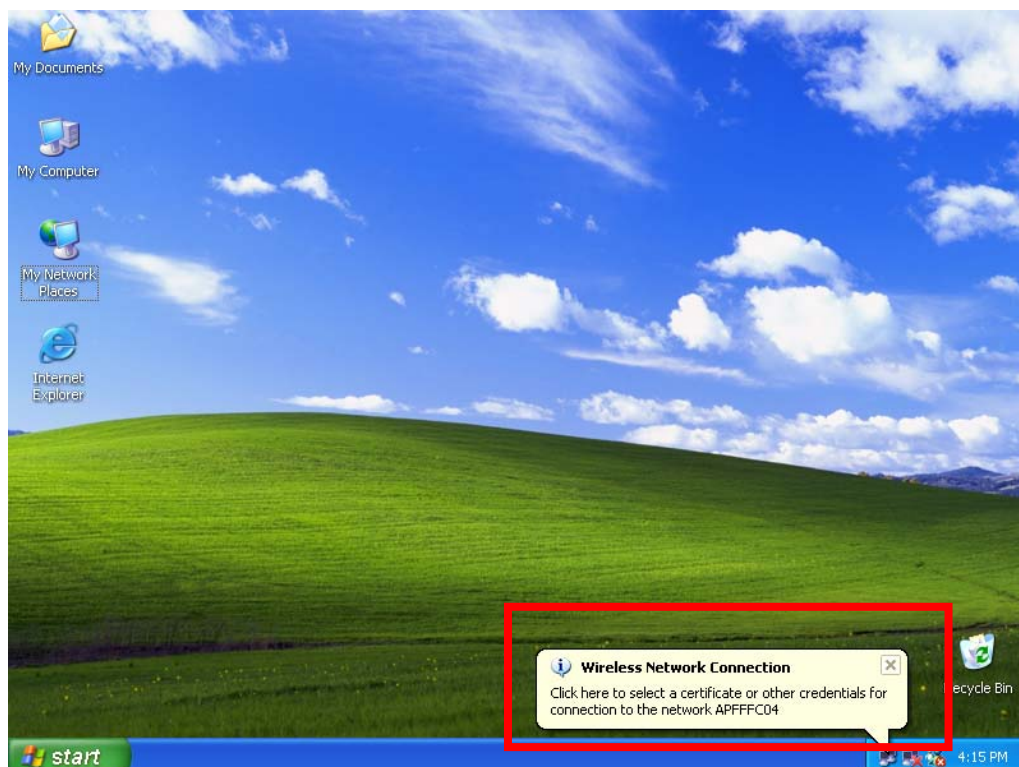 My Documents
My Computer
My Network
Places
Internet
Explorer
Wireless Network Connection
Click here to select a certificate or other credentials for
connection to the network APFFFC04
ecycle Bin
start
4:15 PM